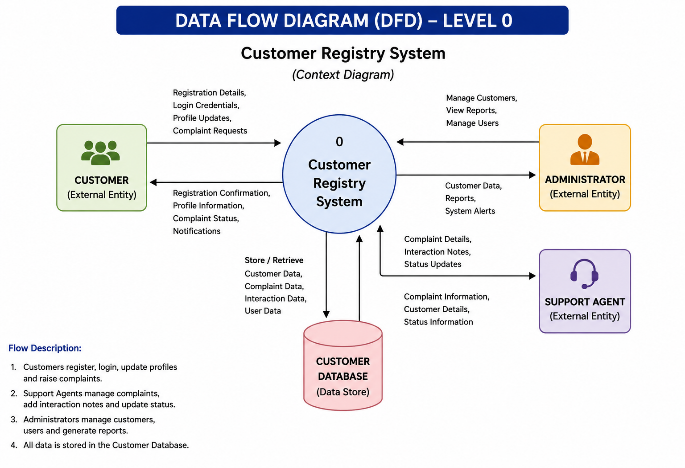 DATA FLOW DIAGRAM (DFD) – LEVEL 0
Customer Registry System
(Context Diagram)
Registration Details,
Login Credentials,
Profile Updates,
Complaint Requests
Manage Customers,
View Reports,
Manage Users
CUSTOMER
(External Entity)
0
Customer
Registry
System
ADMINISTRATOR
(External Entity)
Registration Confirmation,
Profile Information,
Complaint Status,
Notifications
Customer Data,
Reports,
System Alerts
Store / Retrieve
Customer Data,
Complaint Data,
Interaction Data,
User Data
Complaint Details,
Interaction Notes,
Status Updates
Complaint Information,
Customer Details,
Status Information
SUPPORT AGENT
(External Entity)
CUSTOMER
DATABASE
(Data Store)
Flow Description:
1. Customers register, login, update profiles
and raise complaints.
2. Support Agents manage complaints,
add interaction notes and update status.
3. Administrators manage customers,
users and generate reports.
4. All data is stored in the Customer Database.